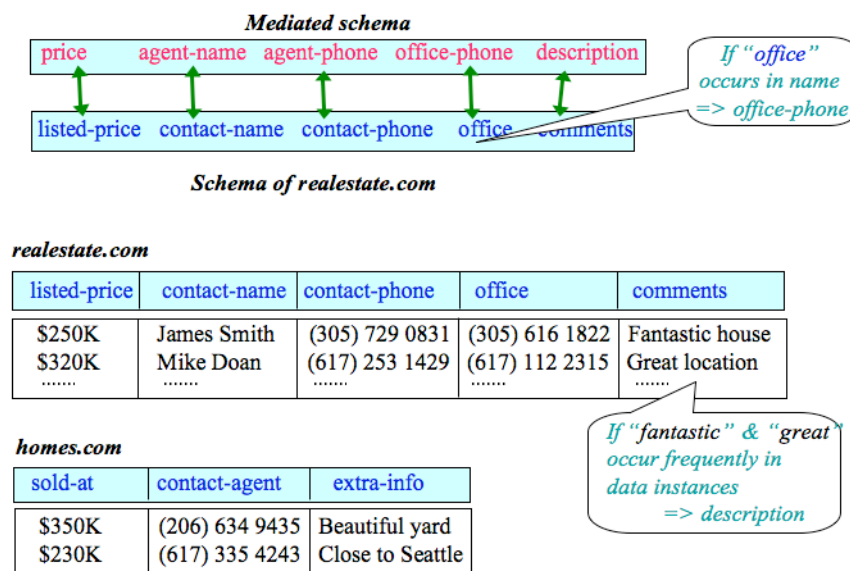 Mediated schema
price agent-name agent-phone office-phone description
If “office”
occurs in name
=> office-phone
listed-price contact-name contact-phone office comments
Schema of realestate.com
realestate.com
listed-price contact-name contact-phone office comments
$250K James Smith (305) 729 0831 (305) 616 1822 Fantastic house
$320K Mike Doan (617) 253 1429 (617) 112 2315 Great location
....... ....... ....... ....... .......
If “fantastic” & “great”
occur frequently in
data instances
=> description
homes.com
sold-at contact-agent extra-info
$350K (206) 634 9435 Beautiful yard
$230K (617) 335 4243 Close to Seattle